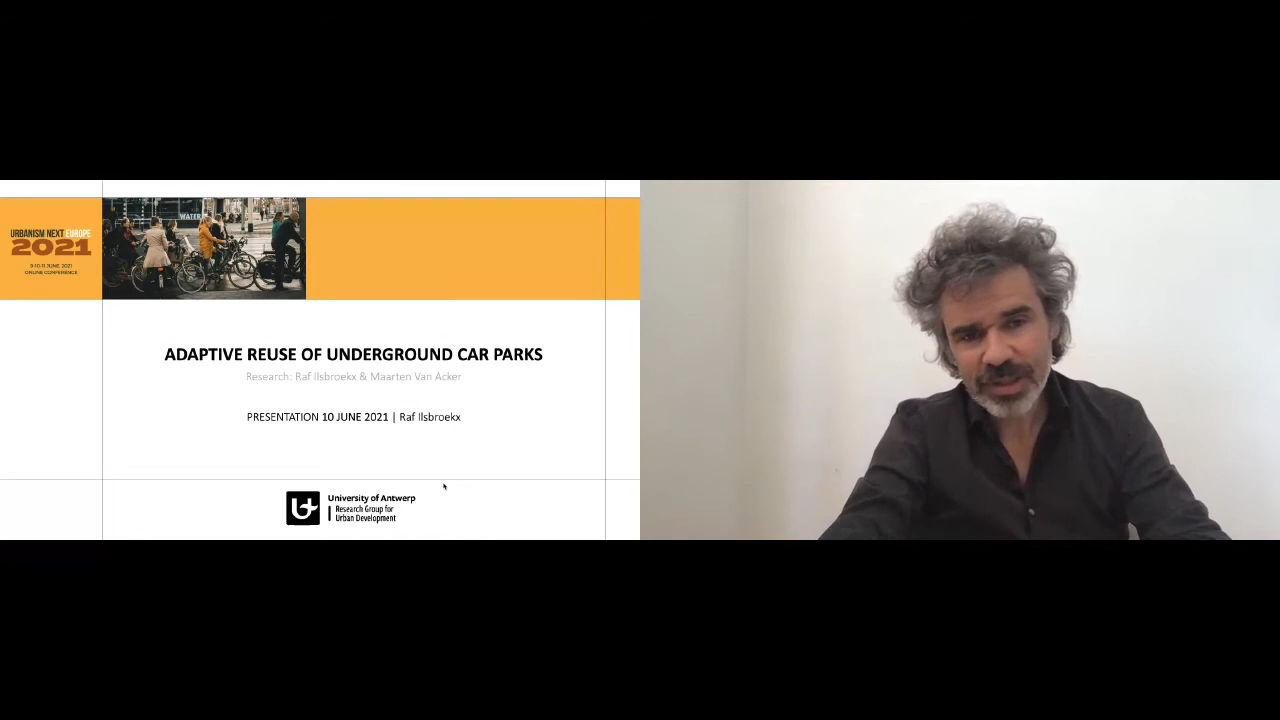 WATER
URBANISM NEXT EUROPE
2021
9-10-11 JUNE, 2021
ONLINE CONFERENCE
ADAPTIVE REUSE OF UNDERGROUND CAR PARKS
Research: Raf Ilsbroekx & Maarten Van Acker
PRESENTATION 10 JUNE 2021 | Raf Ilsbroekx
University of Antwerp
Research Group for
Urban Development